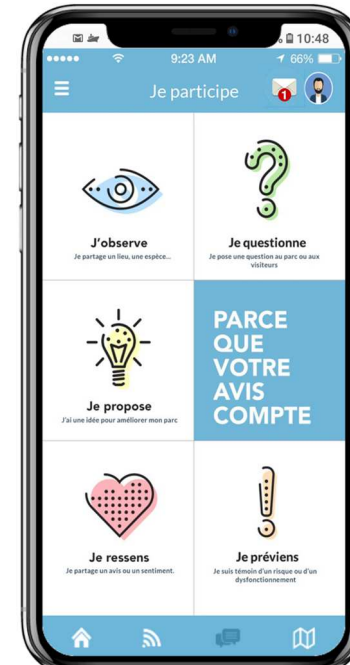 10:48
9:23 AM
66%
Je participe
1
J'observe
Je partage un lieu, une espèce...
Je questionne
Je pose une question au parc ou aux
visiteurs
Je propose
J'ai une idée pour améliorer mon parc
PARCE
QUE
VOTRE
AVIS
COMPTE
Je ressens
Je partage un avis ou un sentiment.
Je préviens
Je suis témoin d'un risque ou d'un
dysfonctionnement